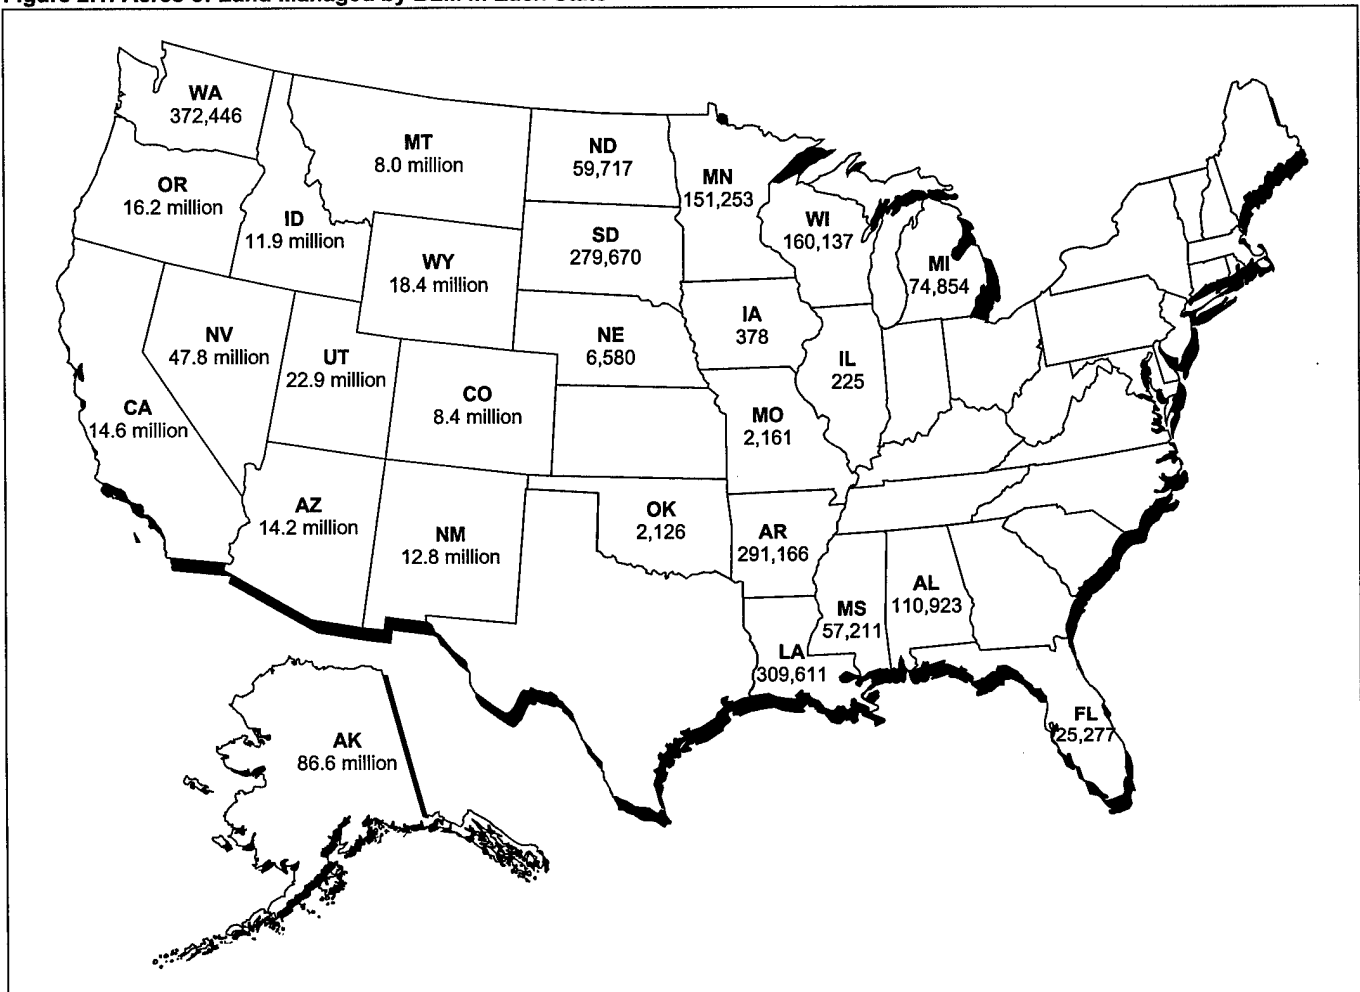 WA
372,446
MT
8.0 million
ND
59,717
MN
151,253
OR
16.2 million
ID
11.9 million
SD
279,670
WI
160,137
WY
18.4 million
MI
74,854
NV
47.8 million
UT
22.9 million
NE
6,580
IA
378
IL
225
CO
8.4 million
CA
14.6 million
MO
2,161
AZ
14.2 million
NM
12.8 million
OK
2,126
AR
291,166
AL
110,923
MS
57,211
LA
309,611
FL
25,277
AK
86.6 million